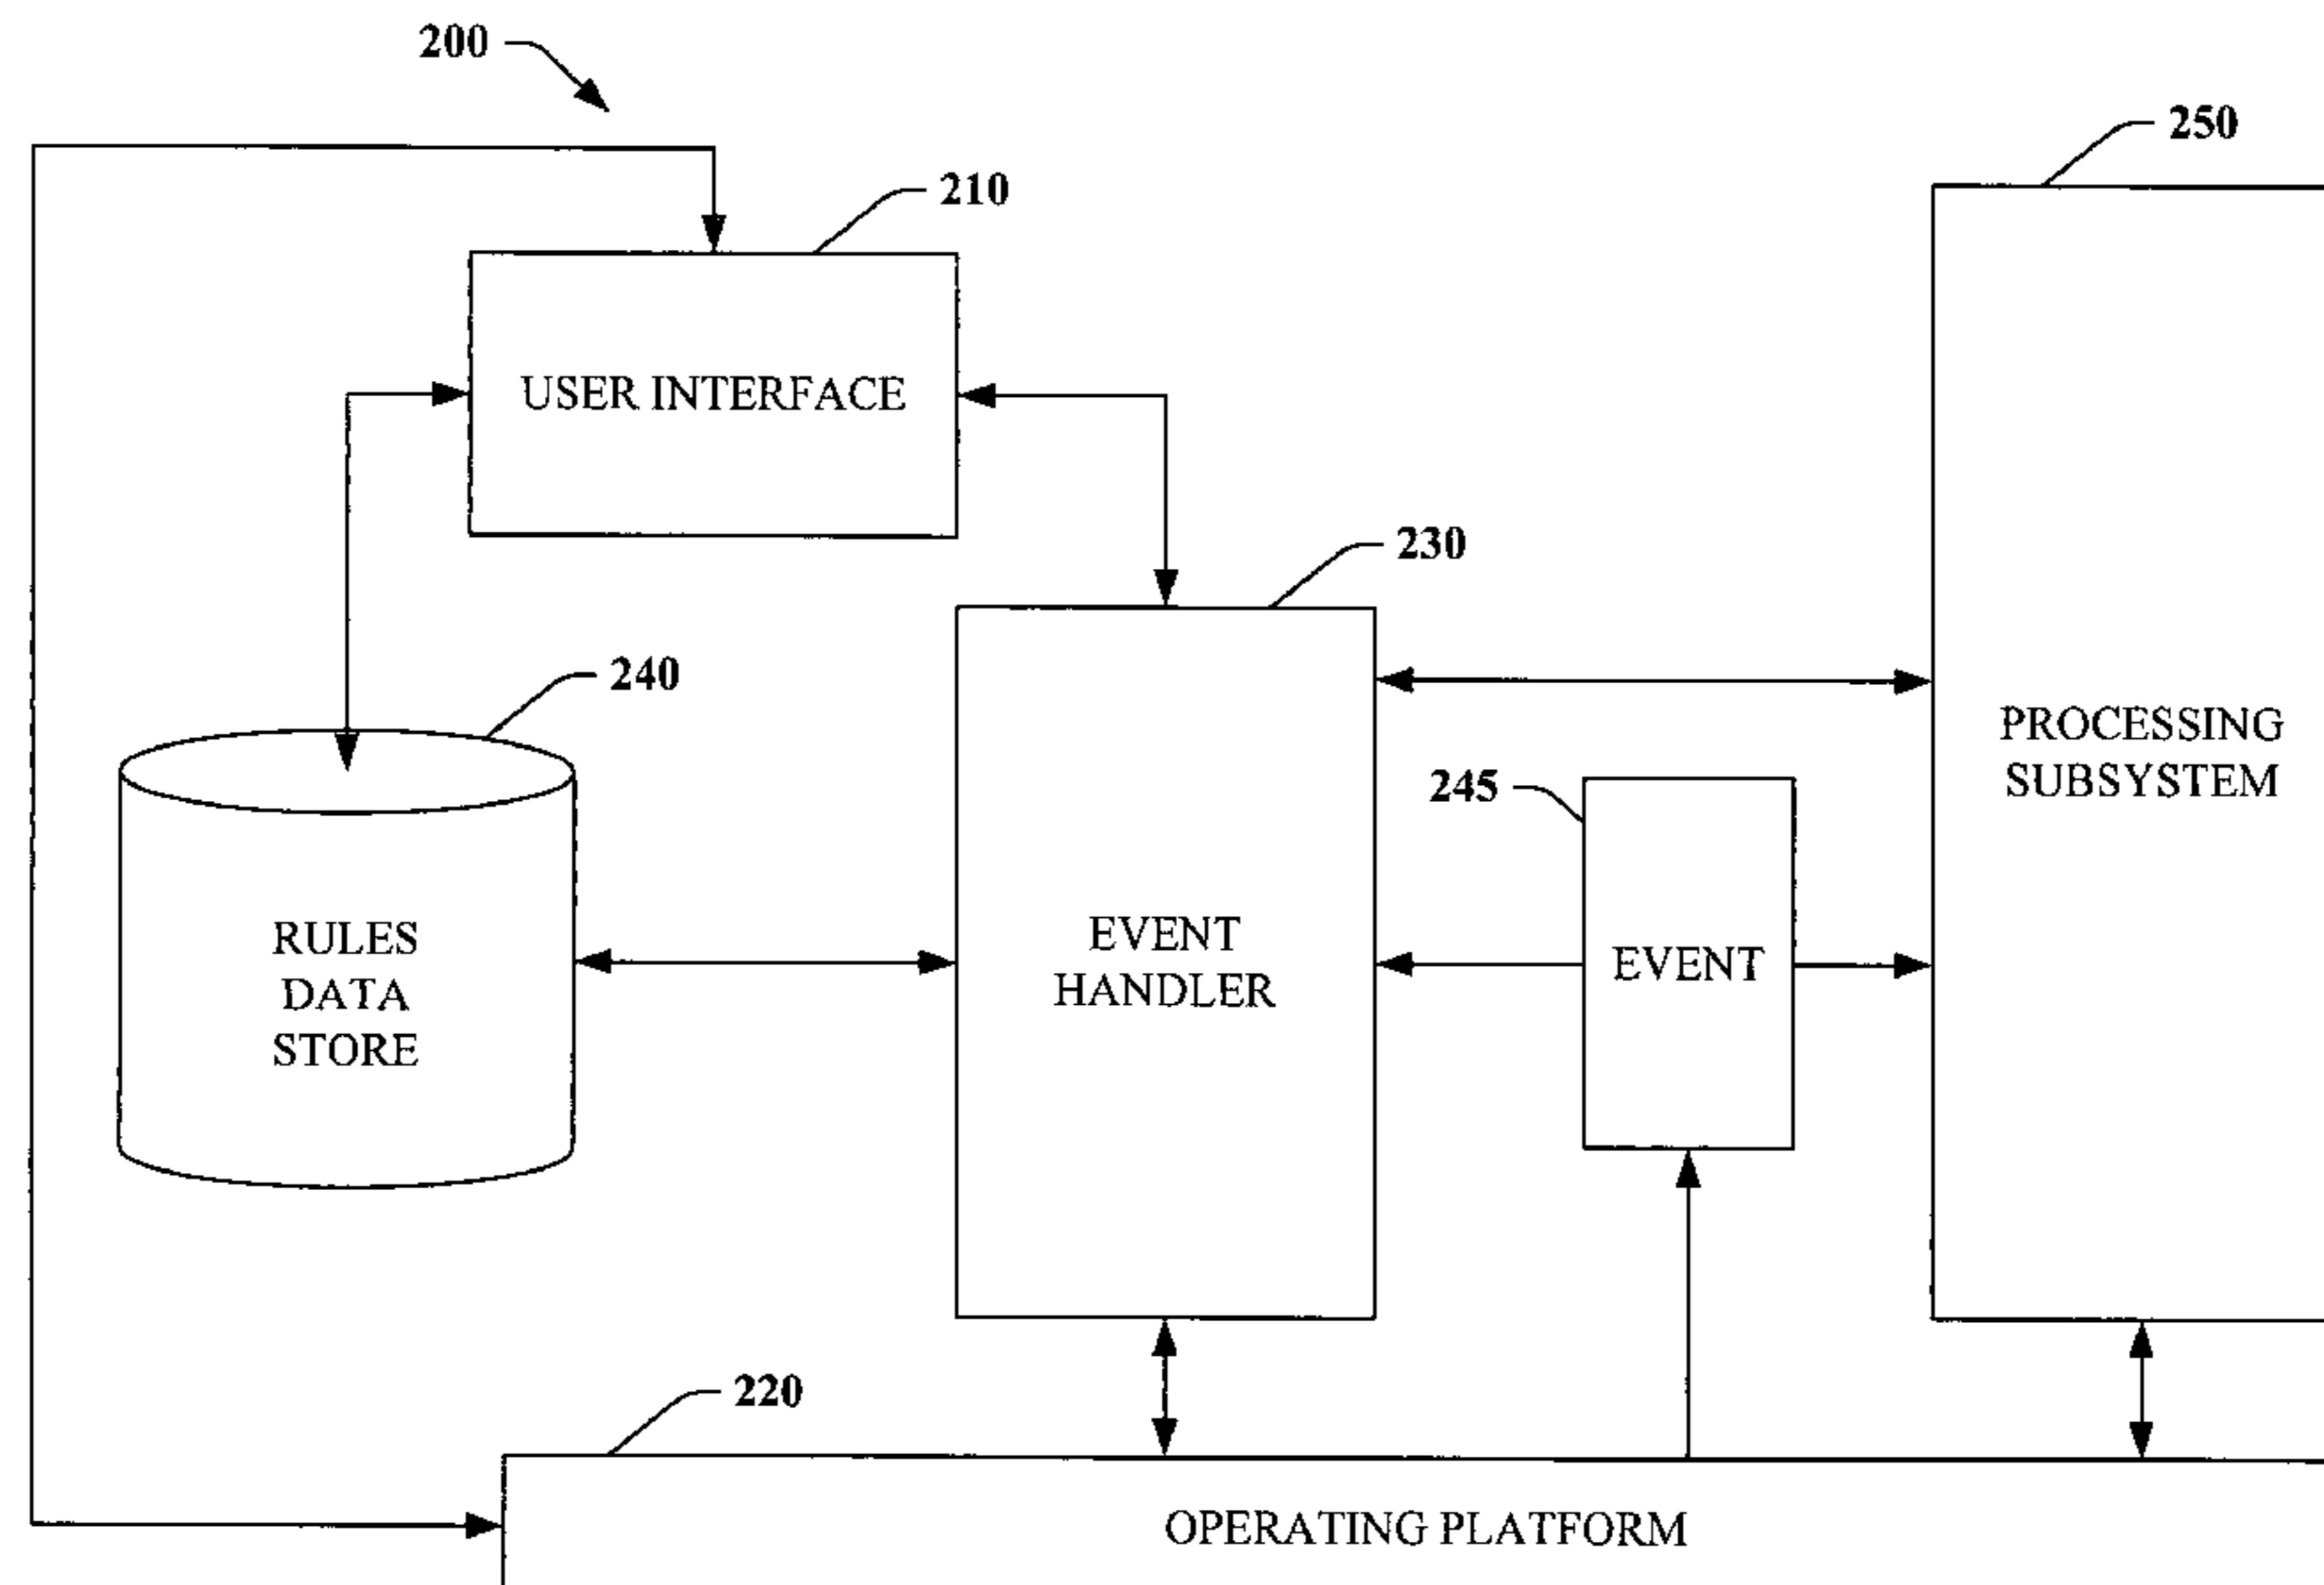 200
250
210
USER INTERFACE
230
240
PROCESSING
SUBSYSTEM
245
EVENT
HANDLER
EVENT
RULES
DATA
STORE
220
OPERATING PLATFORM